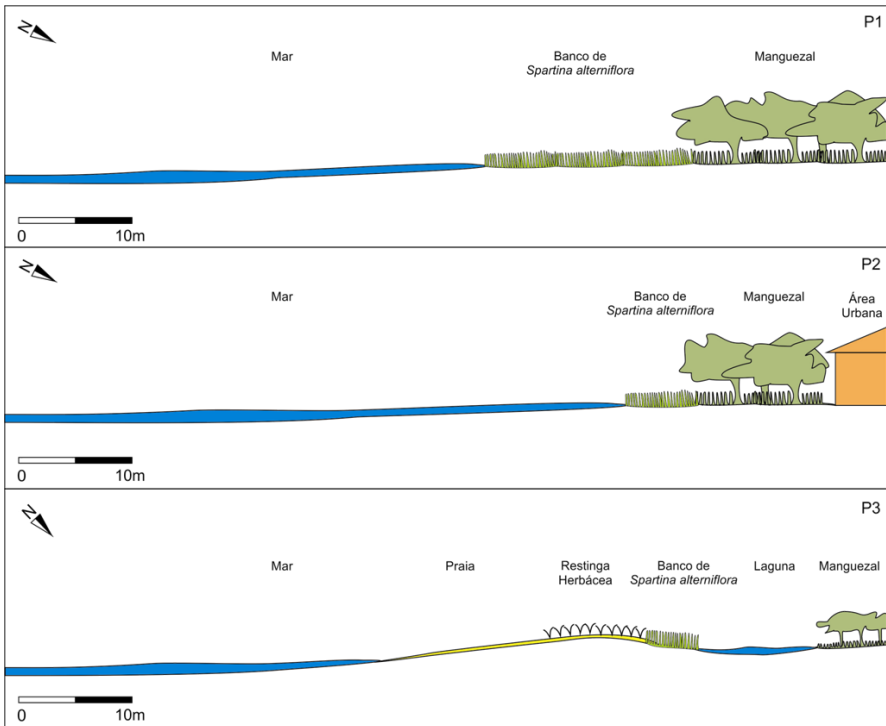 N
P1
Mar
Banco de
Spartina alterniflora
Manguezal
0
10m
N
P2
Mar
Banco de
Spartina alterniflora
Manguezal
Área
Urbana
0
10m
N
P3
Mar
Praia
Restinga
Herbácea
Banco de
Spartina alterniflora
Laguna
Manguezal
0
10m